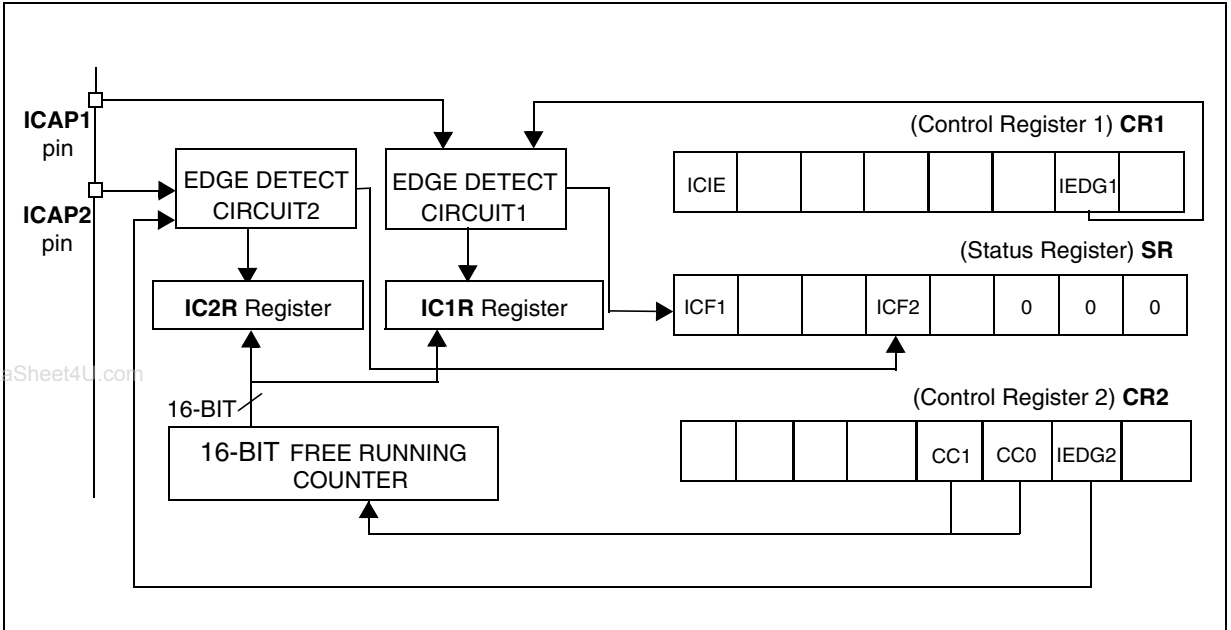 ICAP1
pin
ICAP2
pin
EDGE DETECT
CIRCUIT2
EDGE DETECT
CIRCUIT1
IC2R Register
IC1R Register
16-BIT
16-BIT FREE RUNNING
COUNTER
(Control Register 1) CR1
ICIE
IEDG1
(Status Register) SR
ICF1
ICF2
0
0
0
(Control Register 2) CR2
CC1
CC0
IEDG2
aSheet4U.com